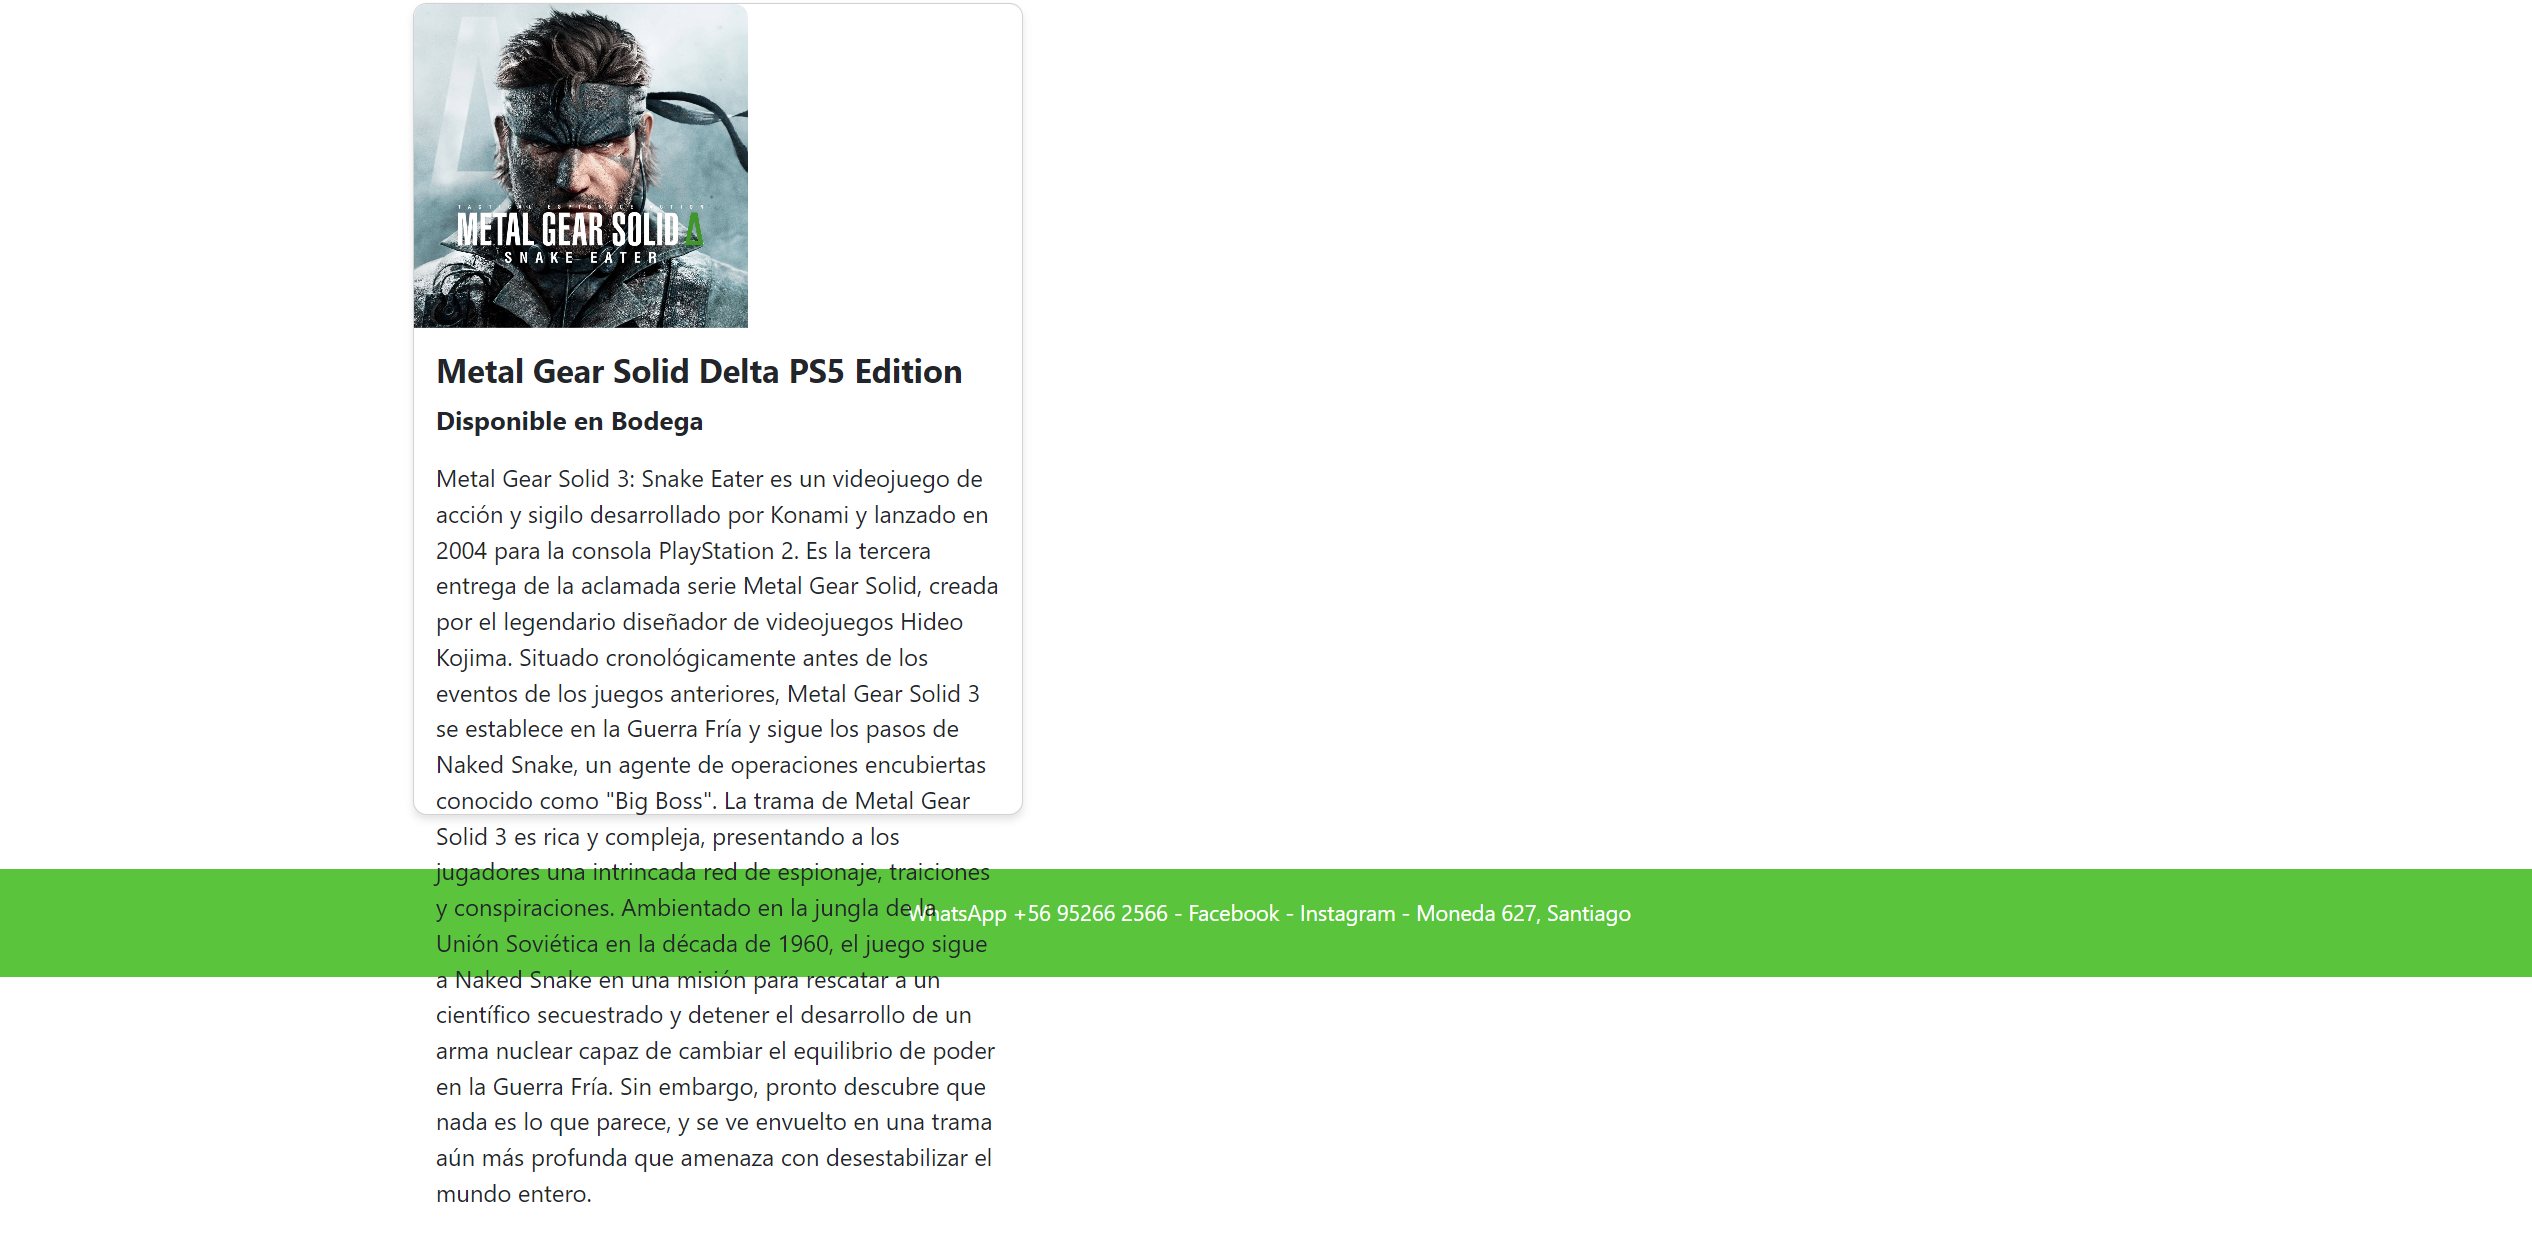 TACTICAL ESPIONAGE ACTION
METAL GEAR SOLID Δ
SNAKE EATER
Metal Gear Solid Delta PS5 Edition
Disponible en Bodega
Metal Gear Solid 3: Snake Eater es un videojuego de
acción y sigilo desarrollado por Konami y lanzado en
2004 para la consola PlayStation 2. Es la tercera
entrega de la aclamada serie Metal Gear Solid, creada
por el legendario diseñador de videojuegos Hideo
Kojima. Situado cronológicamente antes de los
eventos de los juegos anteriores, Metal Gear Solid 3
se establece en la Guerra Fría y sigue los pasos de
Naked Snake, un agente de operaciones encubiertas
conocido como "Big Boss". La trama de Metal Gear
Solid 3 es rica y compleja, presentando a los
jugadores una intrincada red de espionaje, traiciones
y conspiraciones. Ambientado en la jungla de la
WhatsApp +56 95266 2566 - Facebook - Instagram - Moneda 627, Santiago
Unión Soviética en la década de 1960, el juego sigue
a Naked Snake en una misión para rescatar a un
científico secuestrado y detener el desarrollo de un
arma nuclear capaz de cambiar el equilibrio de poder
en la Guerra Fría. Sin embargo, pronto descubre que
nada es lo que parece, y se ve envuelto en una trama
aún más profunda que amenaza con desestabilizar el
mundo entero.